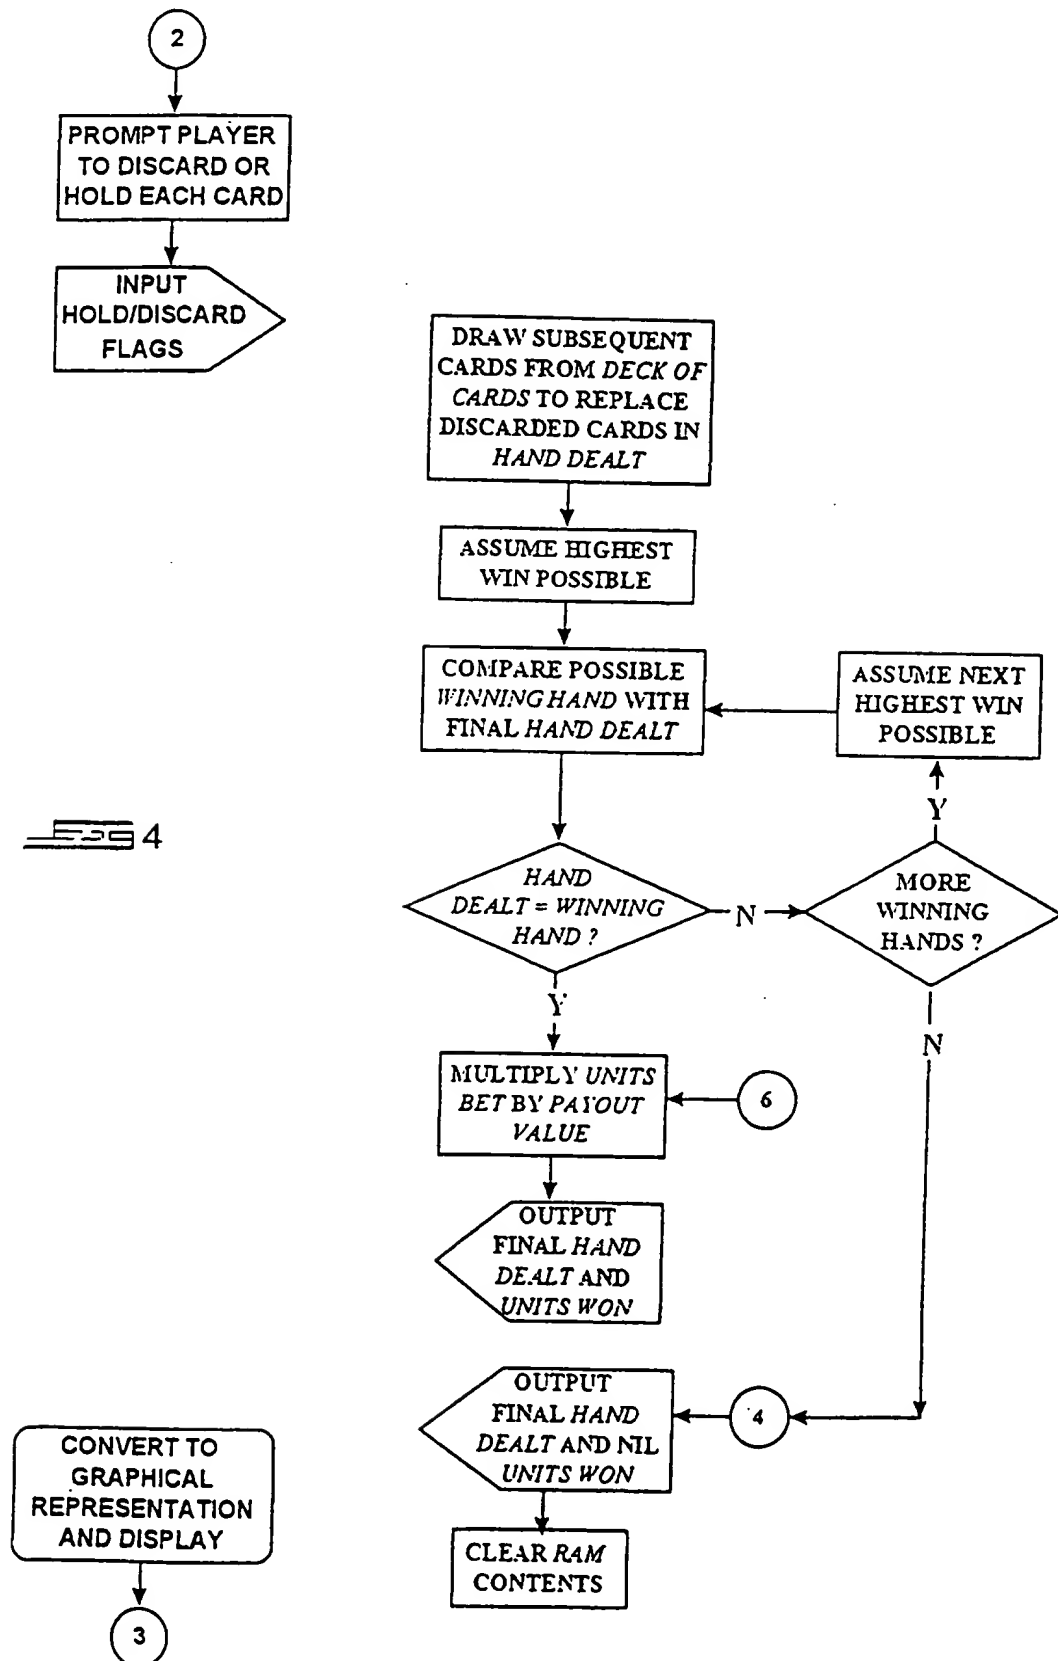 2
PROMPT PLAYER
TO DISCARD OR
HOLD EACH CARD
INPUT
HOLD/DISCARD
FLAGS
DRAW SUBSEQUENT
CARDS FROM DECK OF
CARDS TO REPLACE
DISCARDED CARDS IN
HAND DEALT
ASSUME HIGHEST
WIN POSSIBLE
COMPARE POSSIBLE
WINNING HAND WITH
FINAL HAND DEALT
ASSUME NEXT
HIGHEST WIN
POSSIBLE
Y
4
HAND
DEALT = WINNING
HAND ?
N
MORE
WINNING
HANDS ?
Y
N
MULTIPLY UNITS
BET BY PAYOUT
VALUE
6
OUTPUT
FINAL HAND
DEALT AND
UNITS WON
OUTPUT
FINAL HAND
DEALT AND NIL
UNITS WON
4
CONVERT TO
GRAPHICAL
REPRESENTATION
AND DISPLAY
CLEAR RAM
CONTENTS
3